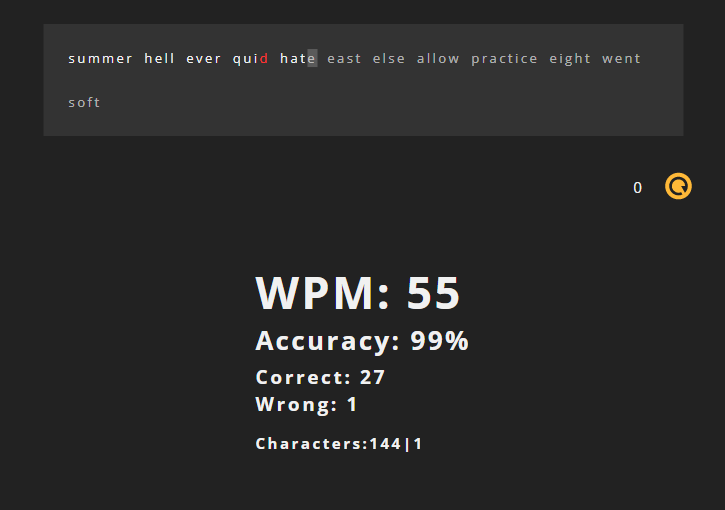 summer hell ever quid hate east else allow practice eight went
soft
0
WPM: 55
Accuracy: 99%
Correct: 27
Wrong: 1
Characters:144|1